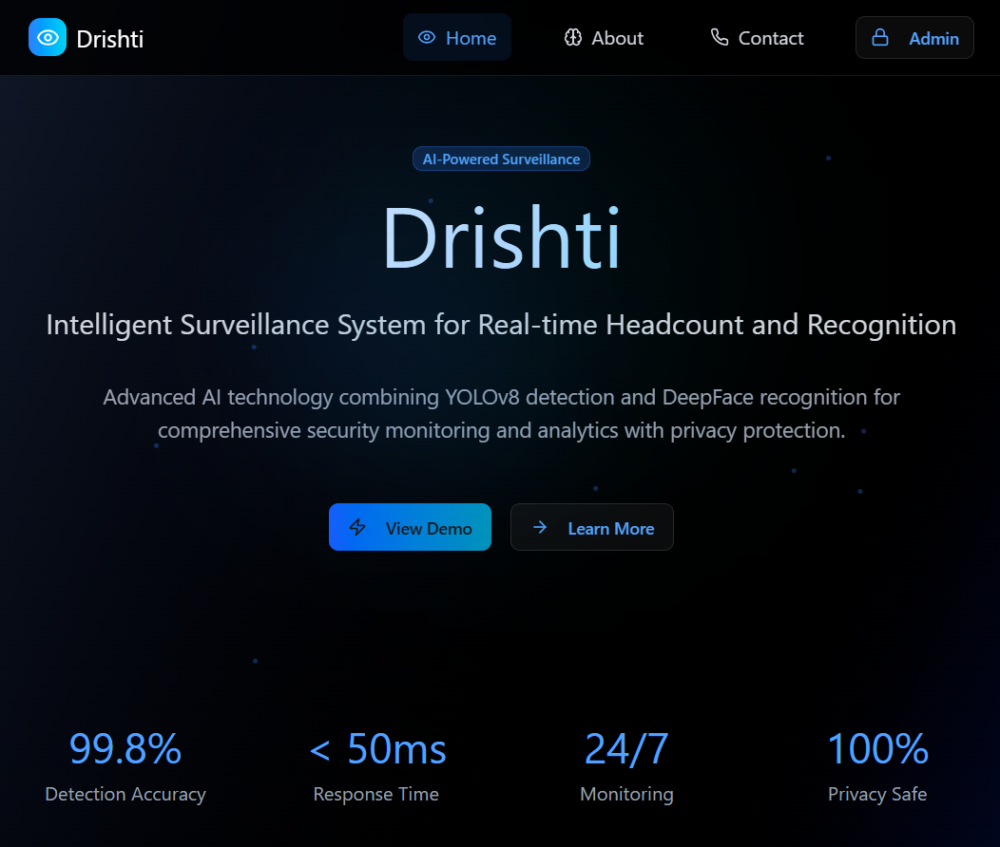 Drishti
Home
About
Contact
Admin
AI-Powered Surveillance
Drishti
Intelligent Surveillance System for Real-time Headcount and Recognition
Advanced AI technology combining YOLOv8 detection and DeepFace recognition for
comprehensive security monitoring and analytics with privacy protection.
View Demo
Learn More
99.8%
Detection Accuracy
< 50ms
Response Time
24/7
Monitoring
100%
Privacy Safe